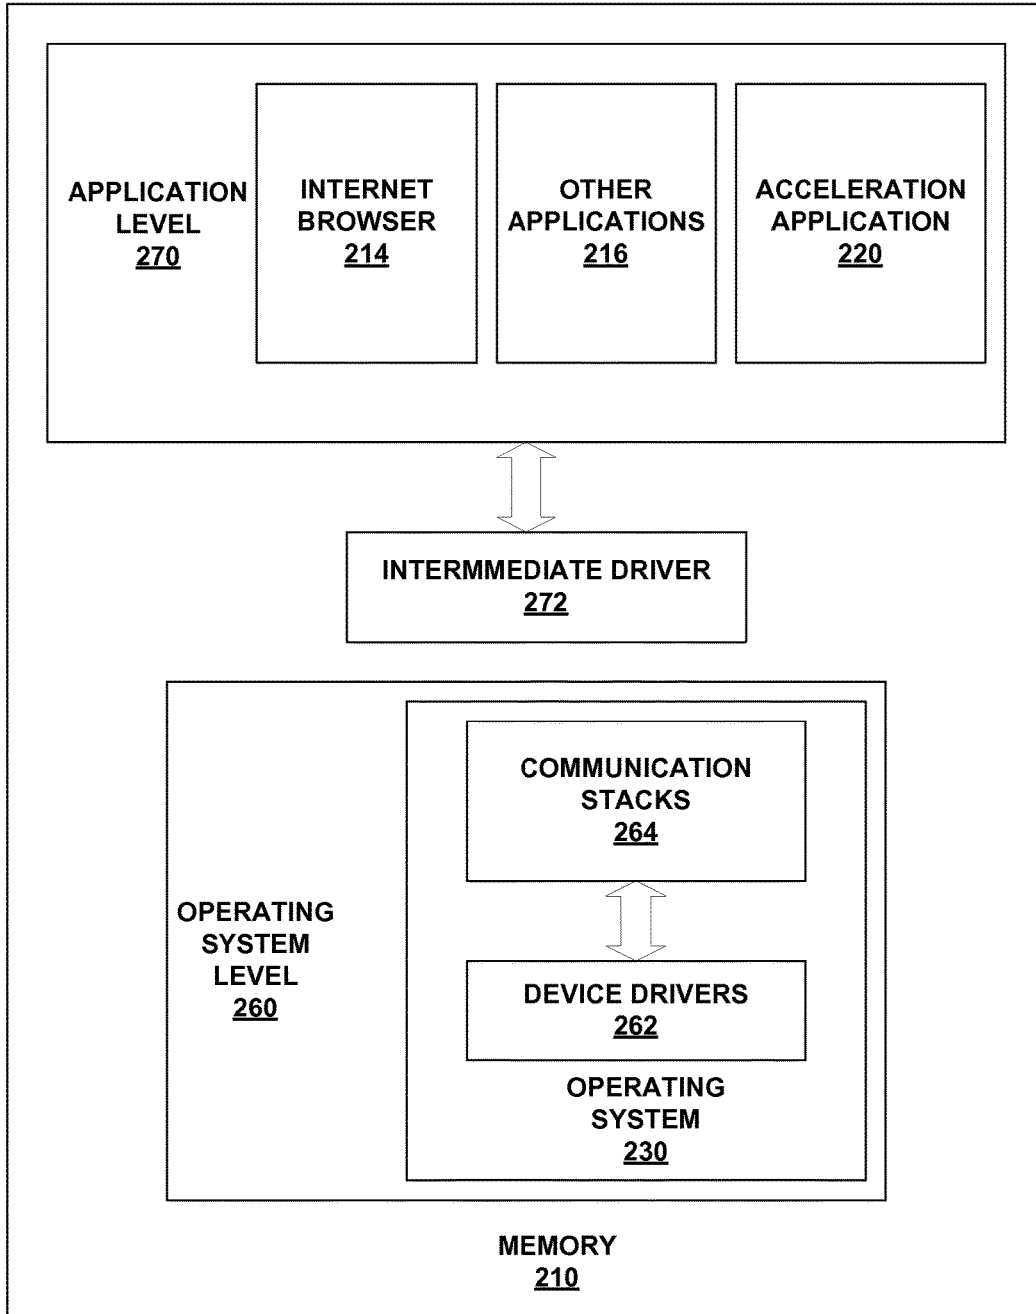 APPLICATION
LEVEL
270
INTERNET
BROWSER
214
OTHER
APPLICATIONS
216
ACCELERATION
APPLICATION
220
INTERMMEDIATE DRIVER
272
COMMUNICATION
STACKS
264
OPERATING
SYSTEM
LEVEL
260
DEVICE DRIVERS
262
OPERATING
SYSTEM
230
MEMORY
210